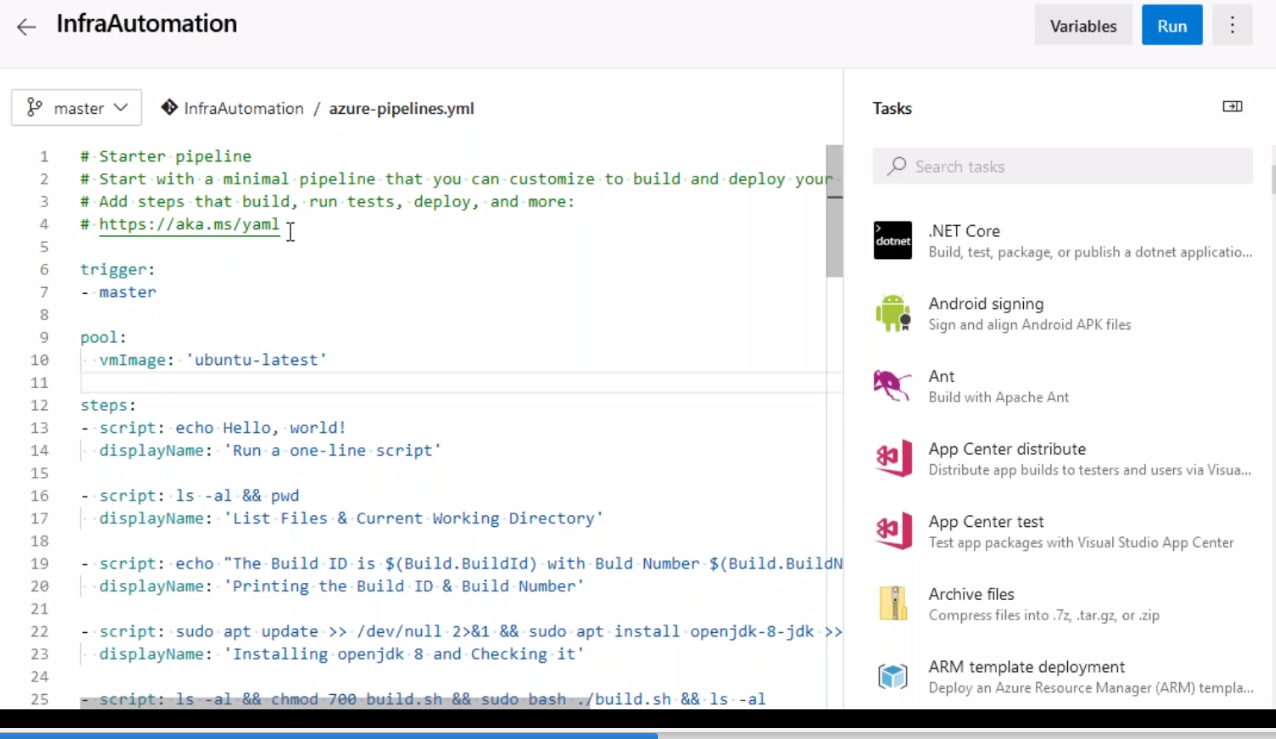 InfraAutomation
Variables
Run
master
InfraAutomation / azure-pipelines.yml
Tasks
Search tasks
1 # Starter pipeline
2 # Start with a minimal pipeline that you can customize to build and deploy your
3 # Add steps that build, run tests, deploy, and more:
4 # https://aka.ms/yaml
5
6 trigger:
7 - master
8
9 pool:
10 vmImage: 'ubuntu-latest'
11
12 steps:
13 - script: echo Hello, world!
14 displayName: 'Run a one-line script'
15
16 - script: ls -al && pwd
17 displayName: 'List Files & Current Working Directory'
18
19 - script: echo "The Build ID is $(Build.BuildId) with Buld Number $(Build.BuildN
20 displayName: 'Printing the Build ID & Build Number'
21
22 - script: sudo apt update >> /dev/null 2>&1 && sudo apt install openjdk-8-jdk >>
23 displayName: 'Installing openjdk 8 and Checking it'
24
25 - script: ls -al && chmod 700 build.sh && sudo bash ./build.sh && ls -al
dotnet
.NET Core
Build, test, package, or publish a dotnet applicatio...
Android signing
Sign and align Android APK files
Ant
Build with Apache Ant
App Center distribute
Distribute app builds to testers and users via Visua...
App Center test
Test app packages with Visual Studio App Center
Archive files
Compress files into .7z, .tar.gz, or .zip
ARM template deployment
Deploy an Azure Resource Manager (ARM) templa...